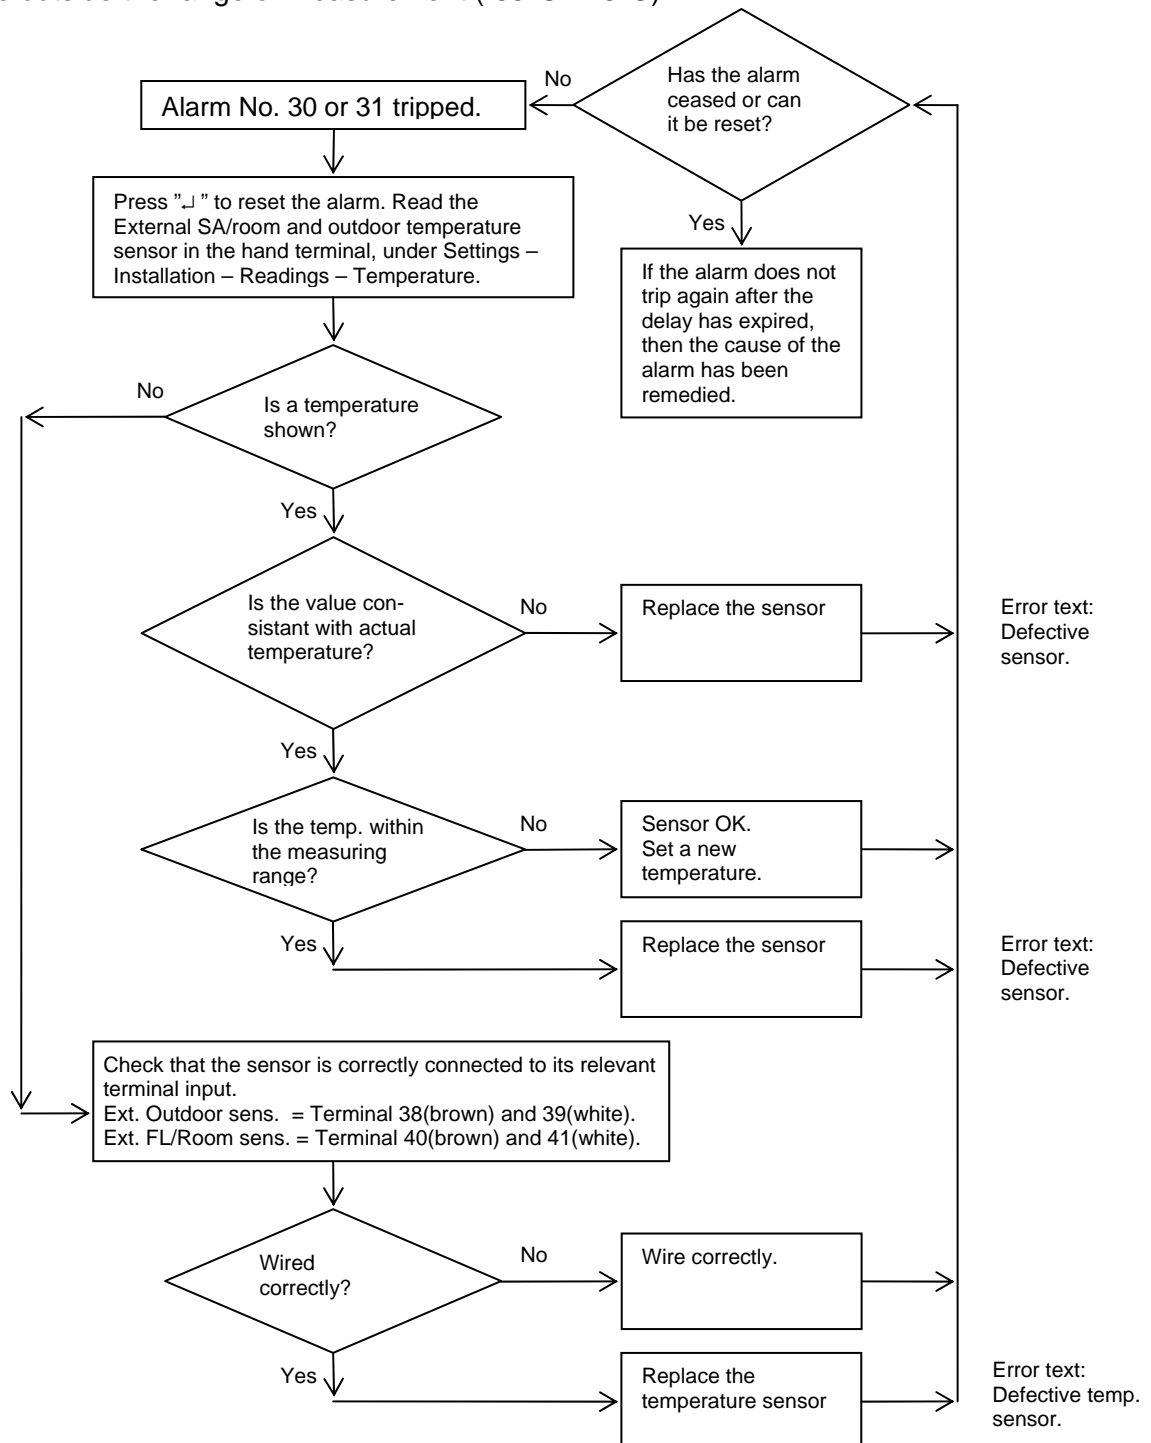 No
Has the alarm
ceased or can
it be reset?
Alarm No. 30 or 31 tripped.
Press "↵" to reset the alarm. Read the
External SA/room and outdoor temperature
sensor in the hand terminal, under Settings –
Installation – Readings – Temperature.
Yes
If the alarm does not
trip again after the
delay has expired,
then the cause of the
alarm has been
remedied.
No
Is a temperature
shown?
Yes
Is the value con-
sistant with actual
temperature?
No
Replace the sensor
Error text:
Defective
sensor.
Yes
Is the temp. within
the measuring
range?
No
Sensor OK.
Set a new
temperature.
Yes
Replace the sensor
Error text:
Defective
sensor.
Check that the sensor is correctly connected to its relevant
terminal input.
Ext. Outdoor sens. = Terminal 38(brown) and 39(white).
Ext. FL/Room sens. = Terminal 40(brown) and 41(white).
Wired
correctly?
No
Wire correctly.
Yes
Replace the
temperature sensor
Error text:
Defective temp.
sensor.